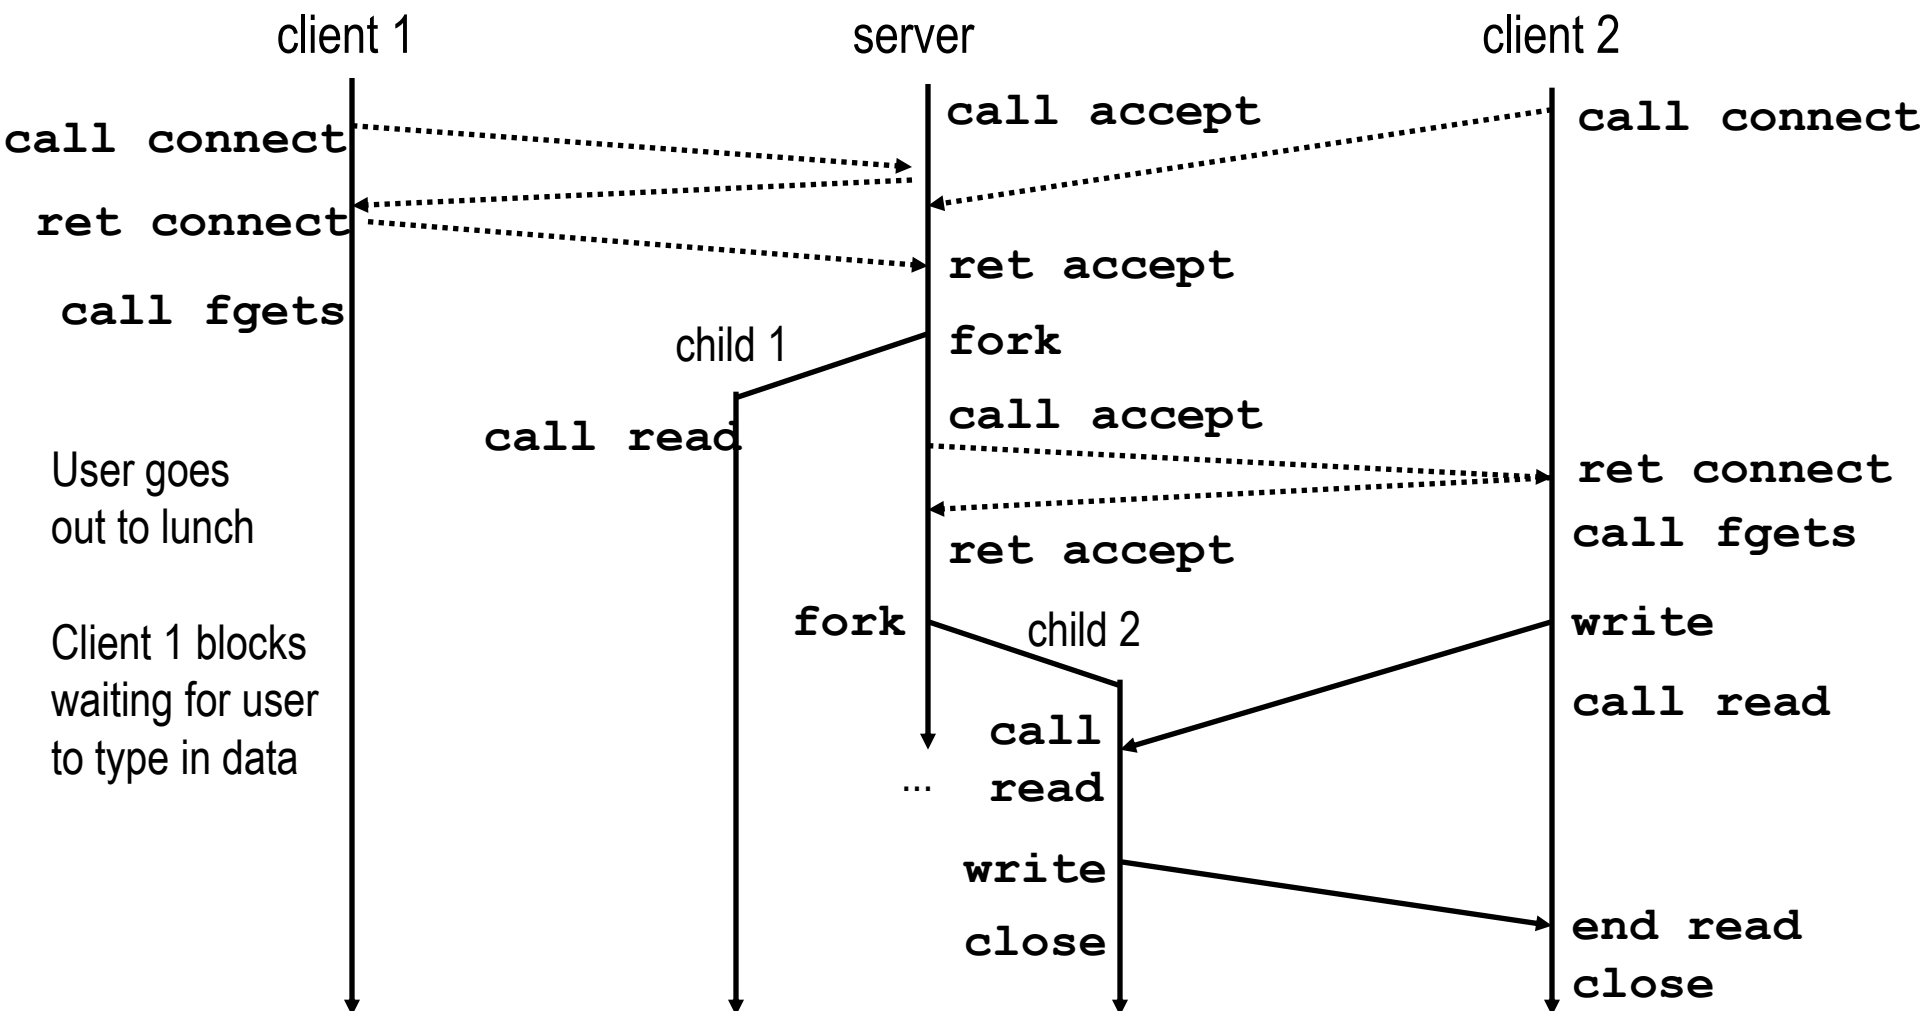 client 1
server
client 2
call accept
call connect
call connect
ret connect
ret accept
call fgets
child 1
fork
call accept
call read
User goes
out to lunch
ret connect
call fgets
ret accept
fork
child 2
write
Client 1 blocks
waiting for user
to type in data
call read
call
read
...
write
close
end read
close